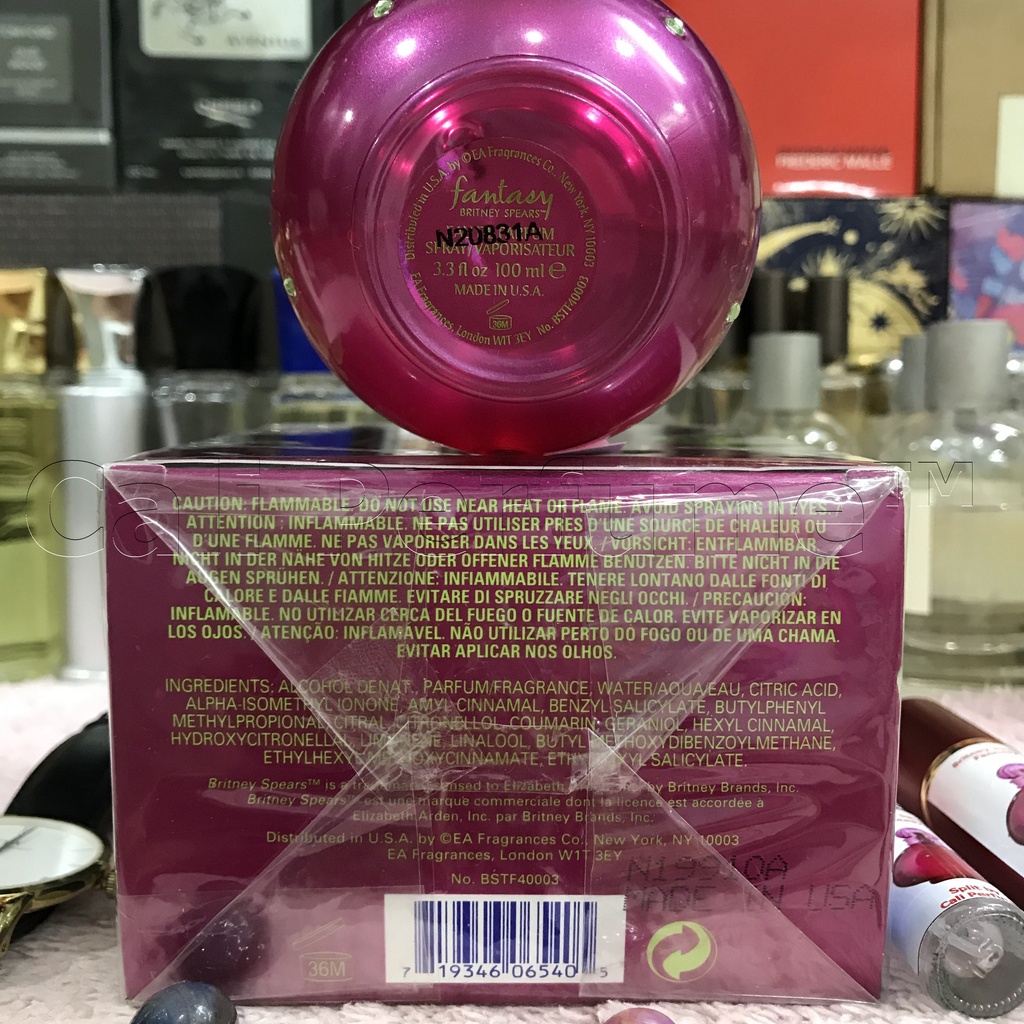 AVENTUS
CREED
FREDERIC MALLE
Distributed in U.S.A. by ©EA Fragrances Co., New York, NY 10003
fantasy
BRITNEY SPEARS™
N20831A
SPRAY/VAPORISATEUR
3.3 fl oz 100 ml ℮
MADE IN U.S.A.
36M
EA Fragrances, London W1T 3EY No. BSTF40003
Cali Perfume™
CAUTION: FLAMMABLE. DO NOT USE NEAR HEAT OR FLAME. AVOID SPRAYING IN EYES.
ATTENTION : INFLAMMABLE. NE PAS UTILISER PRES D'UNE SOURCE DE CHALEUR OU
D'UNE FLAMME. NE PAS VAPORISER DANS LES YEUX / VORSICHT: ENTFLAMMBAR.
NICHT IN DER NÄHE VON HITZE ODER OFFENER FLAMME BENUTZEN. BITTE NICHT IN DIE
AUGEN SPRÜHEN. / ATTENZIONE: INFIAMMABILE. TENERE LONTANO DALLE FONTI DI
CALORE E DALLE FIAMME. EVITARE DI SPRUZZARE NEGLI OCCHI. / PRECAUCIÓN:
INFLAMABLE. NO UTILIZAR CERCA DEL FUEGO O FUENTE DE CALOR. EVITE VAPORIZAR EN
LOS OJOS. ATENÇÃO: INFLAMÁVEL. NÃO UTILIZAR PERTO DO FOGO OU DE UMA CHAMA.
EVITAR APLICAR NOS OLHOS.
INGREDIENTS: ALCOHOL DENAT., PARFUM/FRAGRANCE, WATER/AQUA/EAU, CITRIC ACID,
ALPHA-ISOMETHYL IONONE, AMYL CINNAMAL, BENZYL SALICYLATE, BUTYLPHENYL
METHYLPROPIONAL, CITRAL, CITRONELLOL, COUMARIN, GERANIOL, HEXYL CINNAMAL,
HYDROXYCITRONELLAL, LIMONENE, LINALOOL, BUTYL METHOXYDIBENZOYLMETHANE,
ETHYLHEXYL METHOXYCINNAMATE, ETHYLHEXYL SALICYLATE.
Britney Spears™ is a trademark licensed to Elizabeth by Britney Brands, Inc.
Britney Spears™ est une marque commerciale dont la licence est accordée à
Elizabeth Arden, Inc. par Britney Brands, Inc.
Distributed in U.S.A. by ©EA Fragrances Co., New York, NY 10003
EA Fragrances, London W1T 3EY
No. BSTF40003
MADE IN USA
36M
7 19346 06540 5